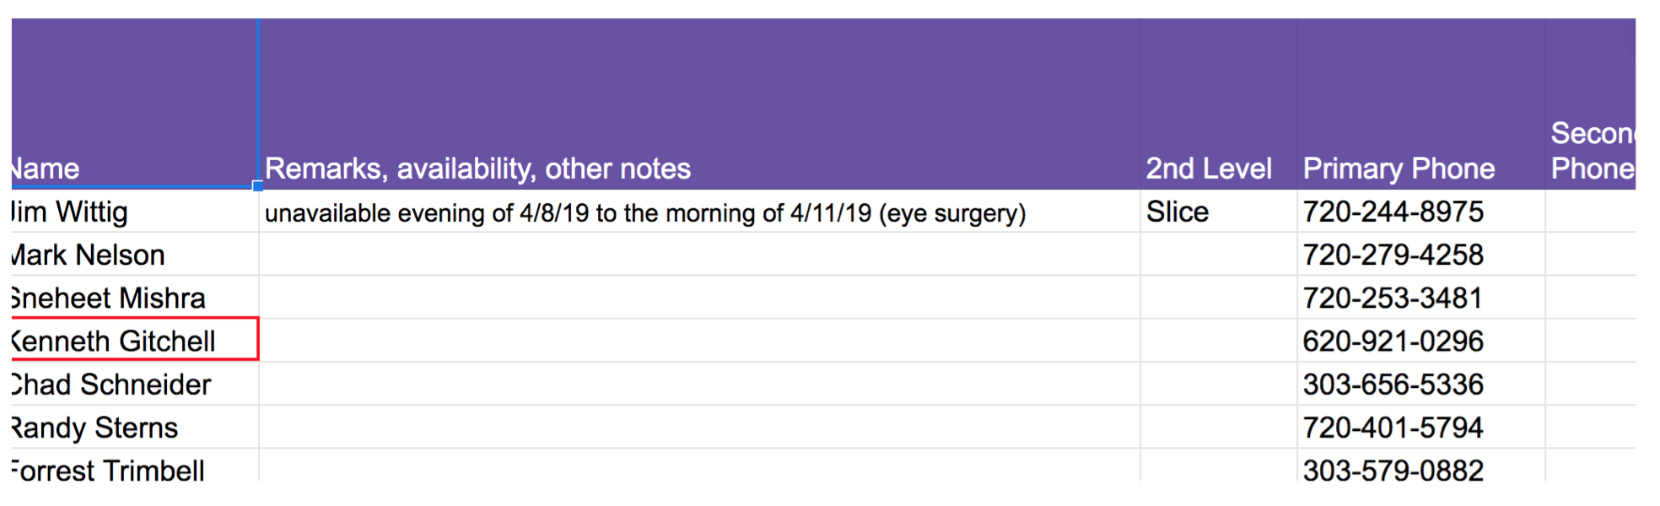 Name Remarks, availability, other notes 2nd Level Primary Phone Second Phone
Jim Wittig unavailable evening of 4/8/19 to the morning of 4/11/19 (eye surgery) Slice 720-244-8975
Mark Nelson 720-279-4258
Sneheet Mishra 720-253-3481
Kenneth Gitchell 620-921-0296
Chad Schneider 303-656-5336
Randy Sterns 720-401-5794
Forrest Trimbell 303-579-0882